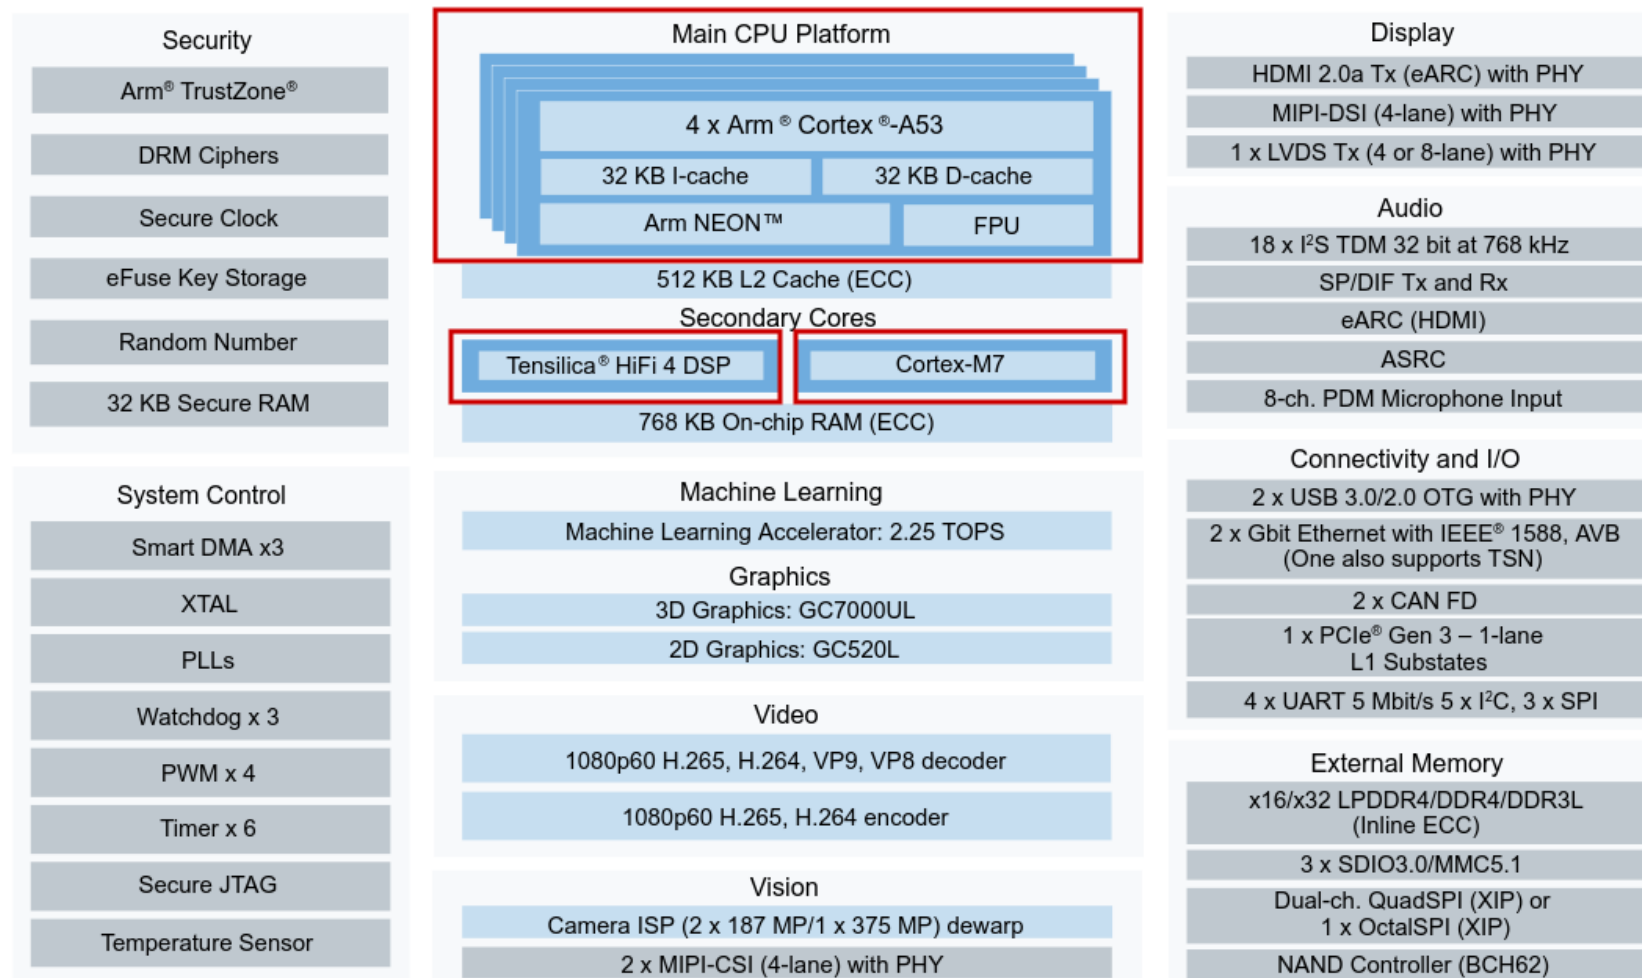 Security
Arm® TrustZone®
DRM Ciphers
Secure Clock
eFuse Key Storage
Random Number
32 KB Secure RAM
System Control
Smart DMA x3
XTAL
PLLs
Watchdog x 3
PWM x 4
Timer x 6
Secure JTAG
Temperature Sensor
Main CPU Platform
4 x Arm ® Cortex ®-A53
32 KB I-cache
32 KB D-cache
Arm NEON™
FPU
512 KB L2 Cache (ECC)
Secondary Cores
Tensilica® HiFi 4 DSP
Cortex-M7
768 KB On-chip RAM (ECC)
Machine Learning
Machine Learning Accelerator: 2.25 TOPS
Graphics
3D Graphics: GC7000UL
2D Graphics: GC520L
Video
1080p60 H.265, H.264, VP9, VP8 decoder
1080p60 H.265, H.264 encoder
Vision
Camera ISP (2 x 187 MP/1 x 375 MP) dewarp
2 x MIPI-CSI (4-lane) with PHY
Display
HDMI 2.0a Tx (eARC) with PHY
MIPI-DSI (4-lane) with PHY
1 x LVDS Tx (4 or 8-lane) with PHY
Audio
18 x I²S TDM 32 bit at 768 kHz
SP/DIF Tx and Rx
eARC (HDMI)
ASRC
8-ch. PDM Microphone Input
Connectivity and I/O
2 x USB 3.0/2.0 OTG with PHY
2 x Gbit Ethernet with IEEE® 1588, AVB
(One also supports TSN)
2 x CAN FD
1 x PCIe® Gen 3 – 1-lane
L1 Substates
4 x UART 5 Mbit/s 5 x I²C, 3 x SPI
External Memory
x16/x32 LPDDR4/DDR4/DDR3L
(Inline ECC)
3 x SDIO3.0/MMC5.1
Dual-ch. QuadSPI (XIP) or
1 x OctalSPI (XIP)
NAND Controller (BCH62)